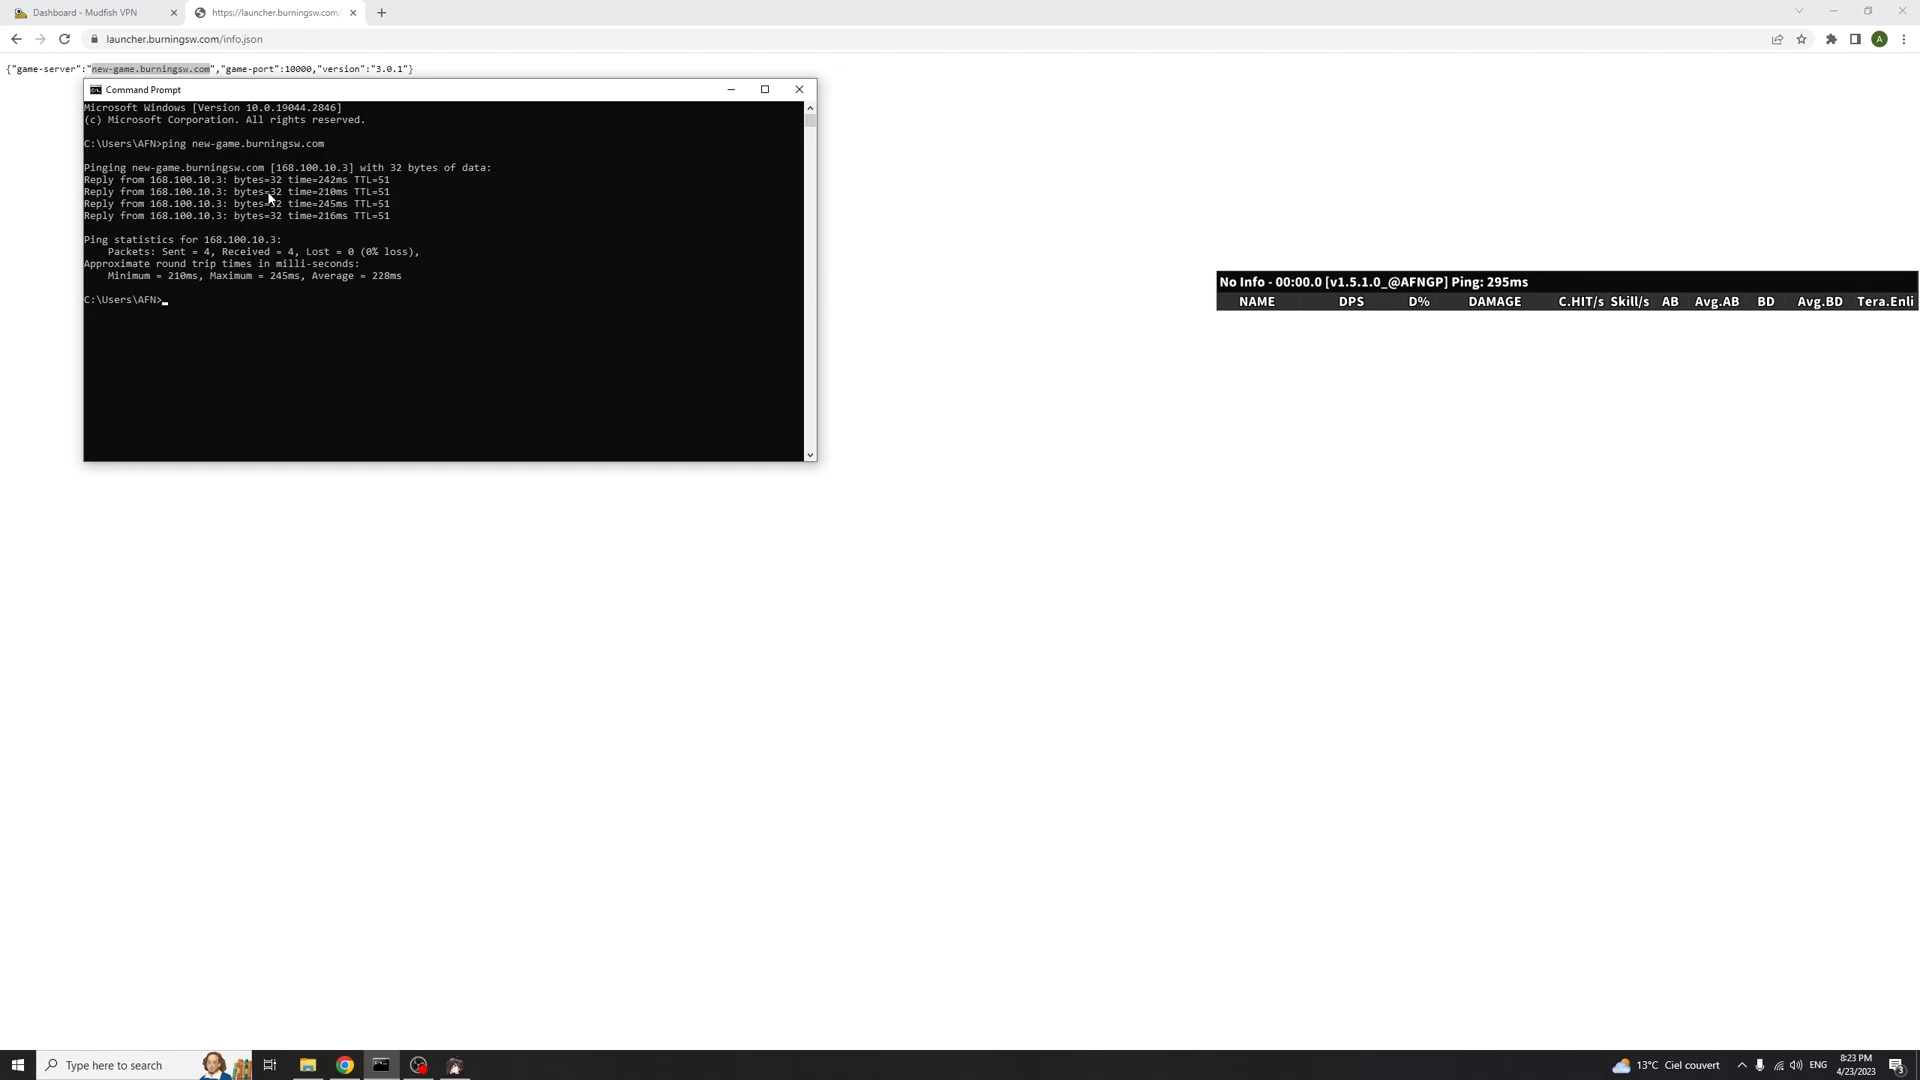 Dashboard - Mudfish VPN
https://launcher.burningsw.com/
launcher.burningsw.com/info.json
A
{"game-server":"new-game.burningsw.com","game-port":10000,"version":"3.0.1"}
Command Prompt
Microsoft Windows [Version 10.0.19044.2846]
(c) Microsoft Corporation. All rights reserved.
C:\Users\AFN>ping new-game.burningsw.com
Pinging new-game.burningsw.com [168.100.10.3] with 32 bytes of data:
Reply from 168.100.10.3: bytes=32 time=242ms TTL=51
Reply from 168.100.10.3: bytes=32 time=210ms TTL=51
Reply from 168.100.10.3: bytes=32 time=245ms TTL=51
Reply from 168.100.10.3: bytes=32 time=216ms TTL=51
Ping statistics for 168.100.10.3:
Packets: Sent = 4, Received = 4, Lost = 0 (0% loss),
Approximate round trip times in milli-seconds:
Minimum = 210ms, Maximum = 245ms, Average = 228ms
C:\Users\AFN>
No Info - 00:00.0 [v1.5.1.0_@AFNGP] Ping: 295ms
NAME DPS D% DAMAGE C.HIT/s Skill/s AB Avg.AB BD Avg.BD Tera.Enli
Type here to search
13°C Ciel couvert
ENG
8:23 PM
4/23/2023
3